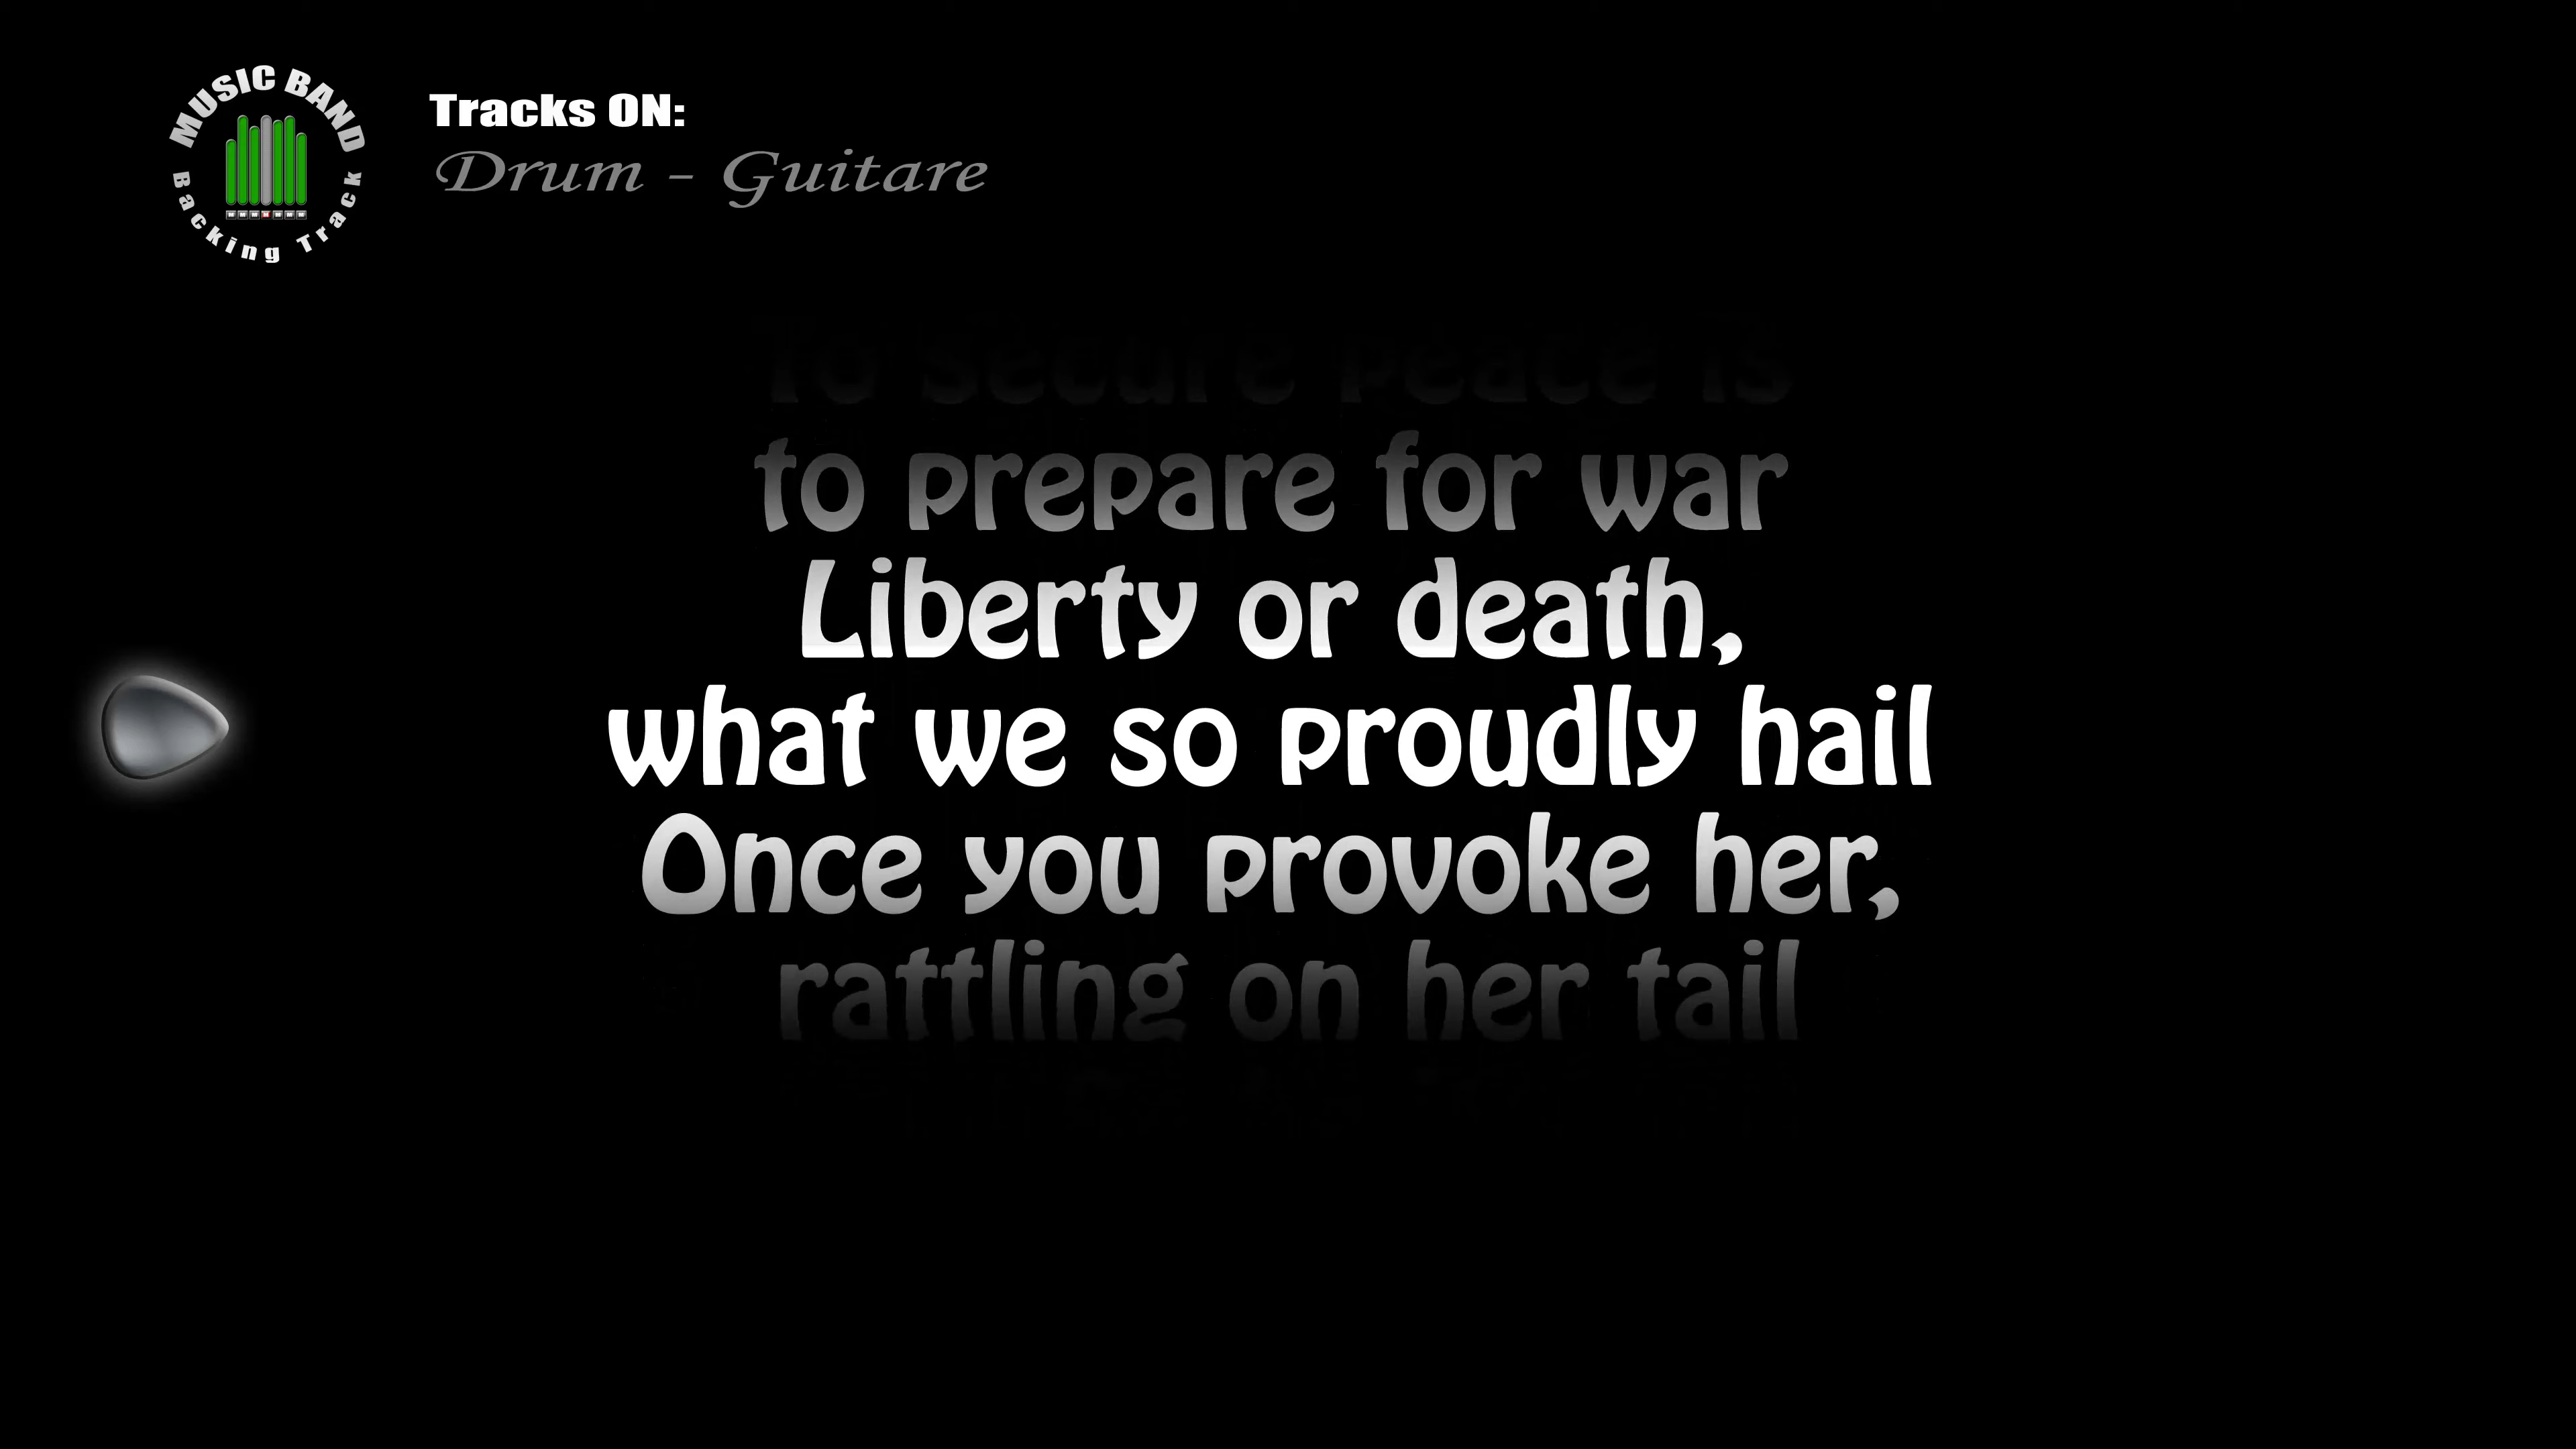 MUSIC BAND
Backing Track
Tracks ON:
Drum - Guitare
To Secure peace is
to prepare for war
Liberty or death,
what we so proudly hail
Once you provoke her,
rattling on her tail